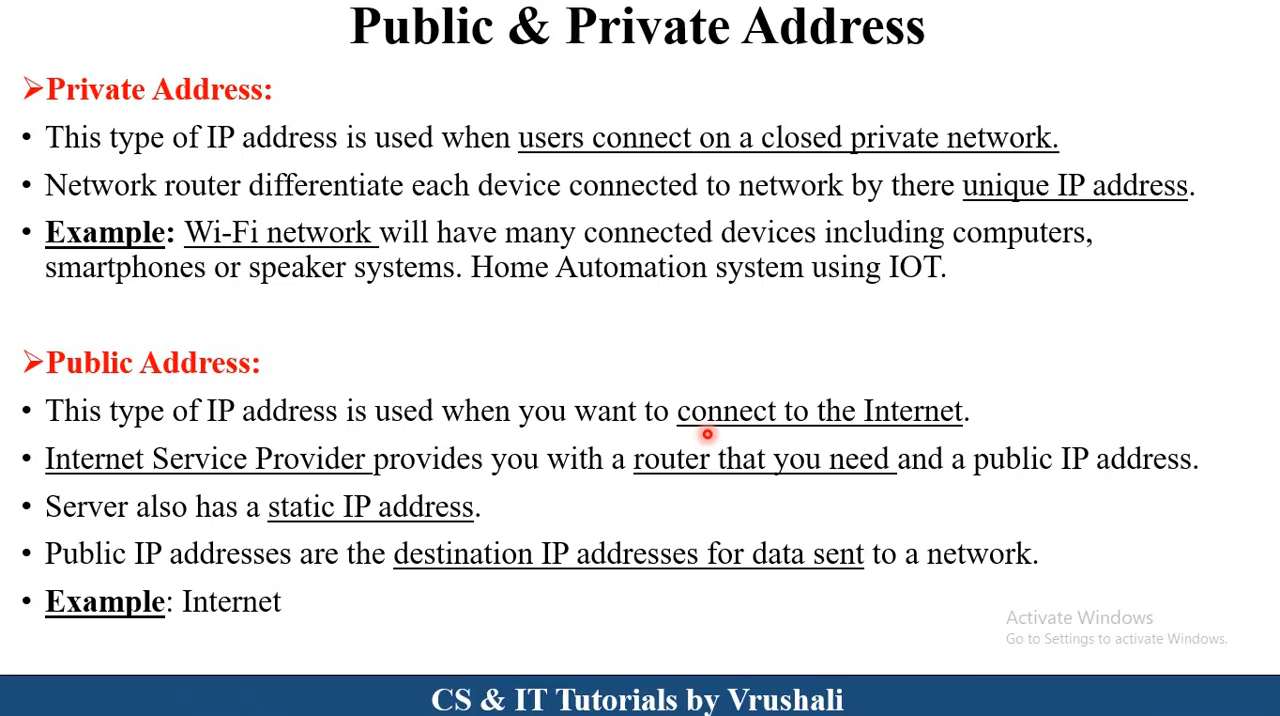 Public & Private Address
➢Private Address:
• This type of IP address is used when users connect on a closed private network.
• Network router differentiate each device connected to network by there unique IP address.
• Example: Wi-Fi network will have many connected devices including computers,
smartphones or speaker systems. Home Automation system using IOT.
➢Public Address:
• This type of IP address is used when you want to connect to the Internet.
• Internet Service Provider provides you with a router that you need and a public IP address.
• Server also has a static IP address.
• Public IP addresses are the destination IP addresses for data sent to a network.
• Example: Internet
Activate Windows
Go to Settings to activate Windows.
CS & IT Tutorials by Vrushali